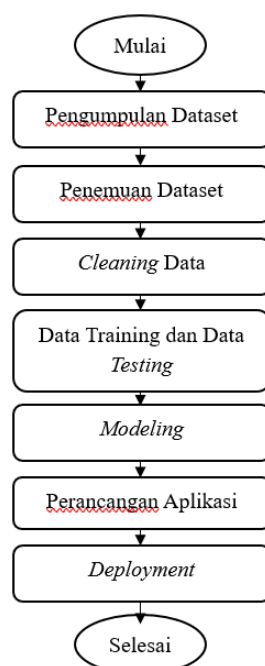 Mulai
Pengumpulan Dataset
Penemuan Dataset
Cleaning Data
Data Training dan Data
Testing
Modeling
Perancangan Aplikasi
Deployment
Selesai